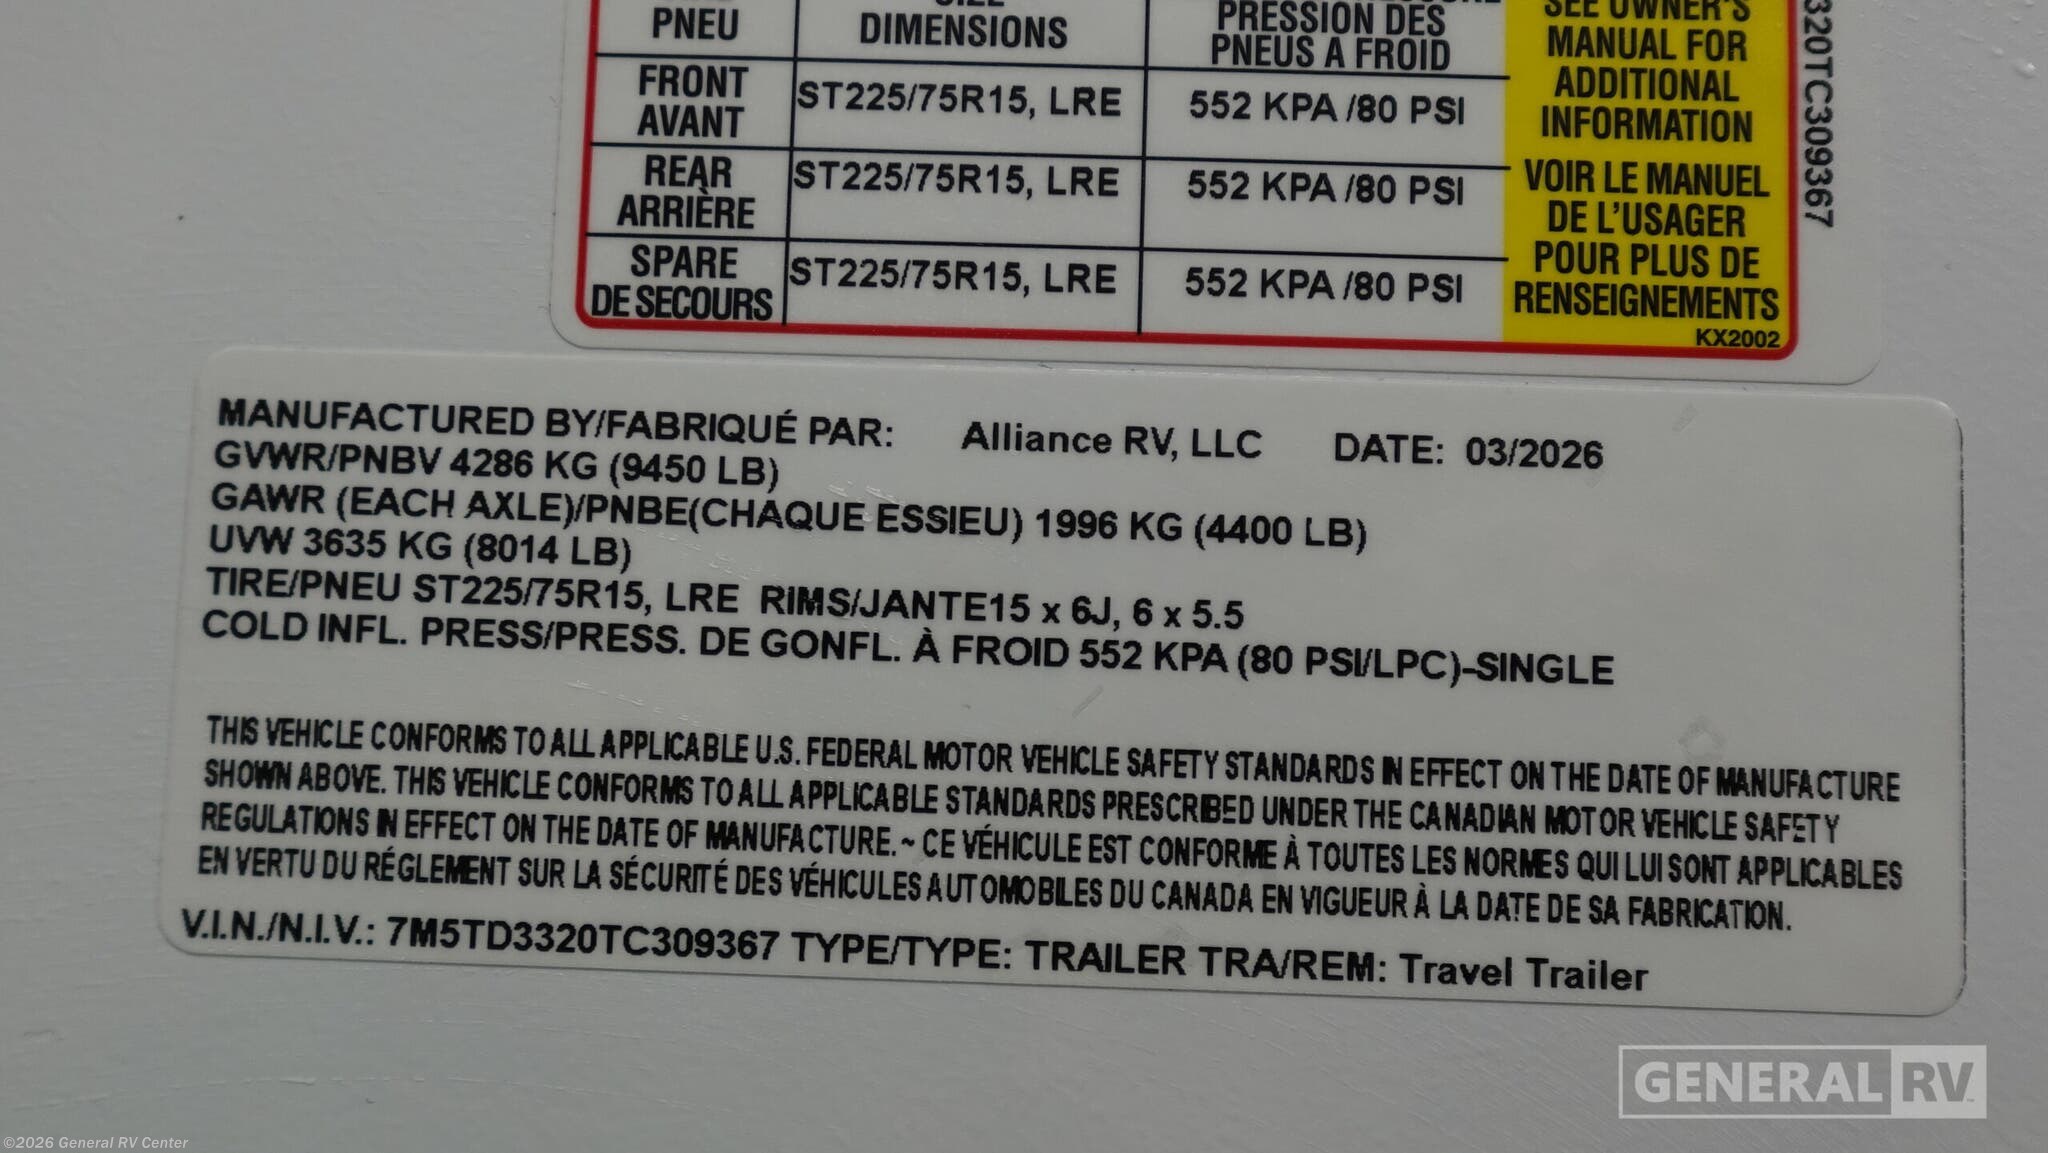 PNEU
DIMENSIONS
PRESSION DES
PNEUS A FROID
FRONT
AVANT
ST225/75R15, LRE
552 KPA /80 PSI
REAR
ARRIÈRE
ST225/75R15, LRE
552 KPA /80 PSI
SPARE
DE SECOURS
ST225/75R15, LRE
552 KPA /80 PSI
SEE OWNER'S
MANUAL FOR
ADDITIONAL
INFORMATION
VOIR LE MANUEL
DE L'USAGER
POUR PLUS DE
RENSEIGNEMENTS
KX2002
320TC309367
MANUFACTURED BY/FABRIQUÉ PAR: Alliance RV, LLC DATE: 03/2026
GVWR/PNBV 4286 KG (9450 LB)
GAWR (EACH AXLE)/PNBE(CHAQUE ESSIEU) 1996 KG (4400 LB)
UVW 3635 KG (8014 LB)
TIRE/PNEU ST225/75R15, LRE RIMS/JANTE15 x 6J, 6 x 5.5
COLD INFL. PRESS/PRESS. DE GONFL. À FROID 552 KPA (80 PSI/LPC)-SINGLE
THIS VEHICLE CONFORMS TO ALL APPLICABLE U.S. FEDERAL MOTOR VEHICLE SAFETY STANDARDS IN EFFECT ON THE DATE OF MANUFACTURE
SHOWN ABOVE. THIS VEHICLE CONFORMS TO ALL APPLICABLE STANDARDS PRESCRIBED UNDER THE CANADIAN MOTOR VEHICLE SAFETY
REGULATIONS IN EFFECT ON THE DATE OF MANUFACTURE. ~ CE VÉHICULE EST CONFORME À TOUTES LES NORMES QUI LUI SONT APPLICABLES
EN VERTU DU RÉGLEMENT SUR LA SÉCURITÉ DES VÉHICULES AUTOMOBILES DU CANADA EN VIGUEUR À LA DATE DE SA FABRICATION.
V.I.N./N.I.V.: 7M5TD3320TC309367 TYPE/TYPE: TRAILER TRA/REM: Travel Trailer
GENERAL RV
©2026 General RV Center